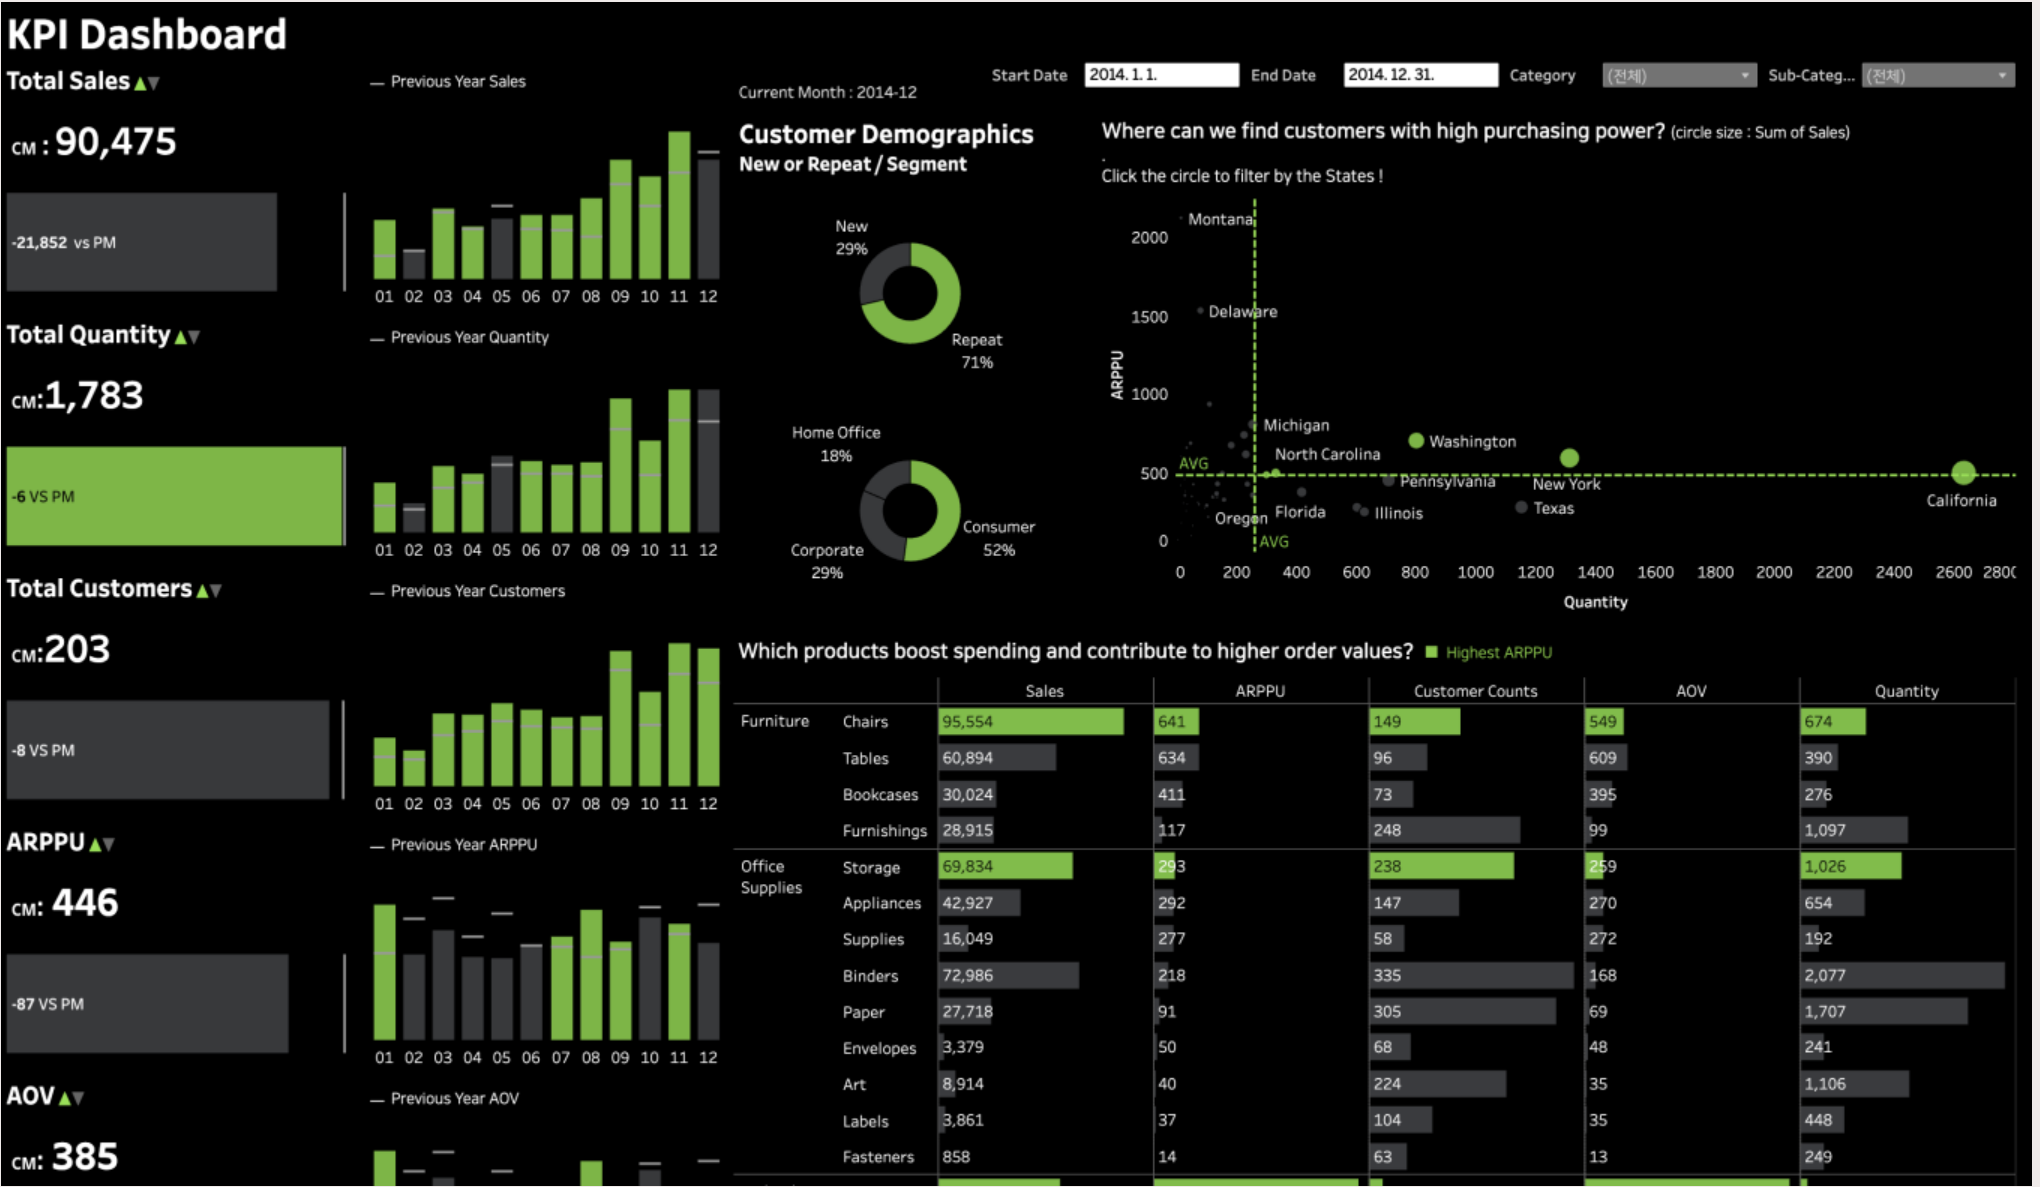 KPI Dashboard
Total Sales ▲▼
— Previous Year Sales
CM : 90,475
-21,852 vs PM
01 02 03 04 05 06 07 08 09 10 11 12
Total Quantity ▲▼
— Previous Year Quantity
CM:1,783
-6 VS PM
01 02 03 04 05 06 07 08 09 10 11 12
Total Customers ▲▼
— Previous Year Customers
CM:203
-8 VS PM
01 02 03 04 05 06 07 08 09 10 11 12
ARPPU ▲▼
— Previous Year ARPPU
CM: 446
-87 VS PM
01 02 03 04 05 06 07 08 09 10 11 12
AOV ▲▼
— Previous Year AOV
CM: 385
Current Month : 2014-12
Start Date 2014. 1. 1. End Date 2014. 12. 31. Category (전체) Sub-Categ... (전체)
Customer Demographics
New or Repeat / Segment
New
29%
Repeat
71%
Home Office
18%
Consumer
52%
Corporate
29%
Where can we find customers with high purchasing power? (circle size : Sum of Sales)
.
Click the circle to filter by the States !
ARPPU
2000
1500
1000
500
0
Montana
Delaware
Michigan
Washington
North Carolina
AVG
Pennsylvania
New York
California
Texas
Florida
Illinois
Oregon
AVG
0 200 400 600 800 1000 1200 1400 1600 1800 2000 2200 2400 2600 280
Quantity
Which products boost spending and contribute to higher order values? Highest ARPPU
Sales ARPPU Customer Counts AOV Quantity
Furniture Chairs 95,554 641 149 549 674
Tables 60,894 634 96 609 390
Bookcases 30,024 411 73 395 276
Furnishings 28,915 117 248 99 1,097
Office
Supplies
Storage 69,834 293 238 259 1,026
Appliances 42,927 292 147 270 654
Supplies 16,049 277 58 272 192
Binders 72,986 218 335 168 2,077
Paper 27,718 91 305 69 1,707
Envelopes 3,379 50 68 48 241
Art 8,914 40 224 35 1,106
Labels 3,861 37 104 35 448
Fasteners 858 14 63 13 249